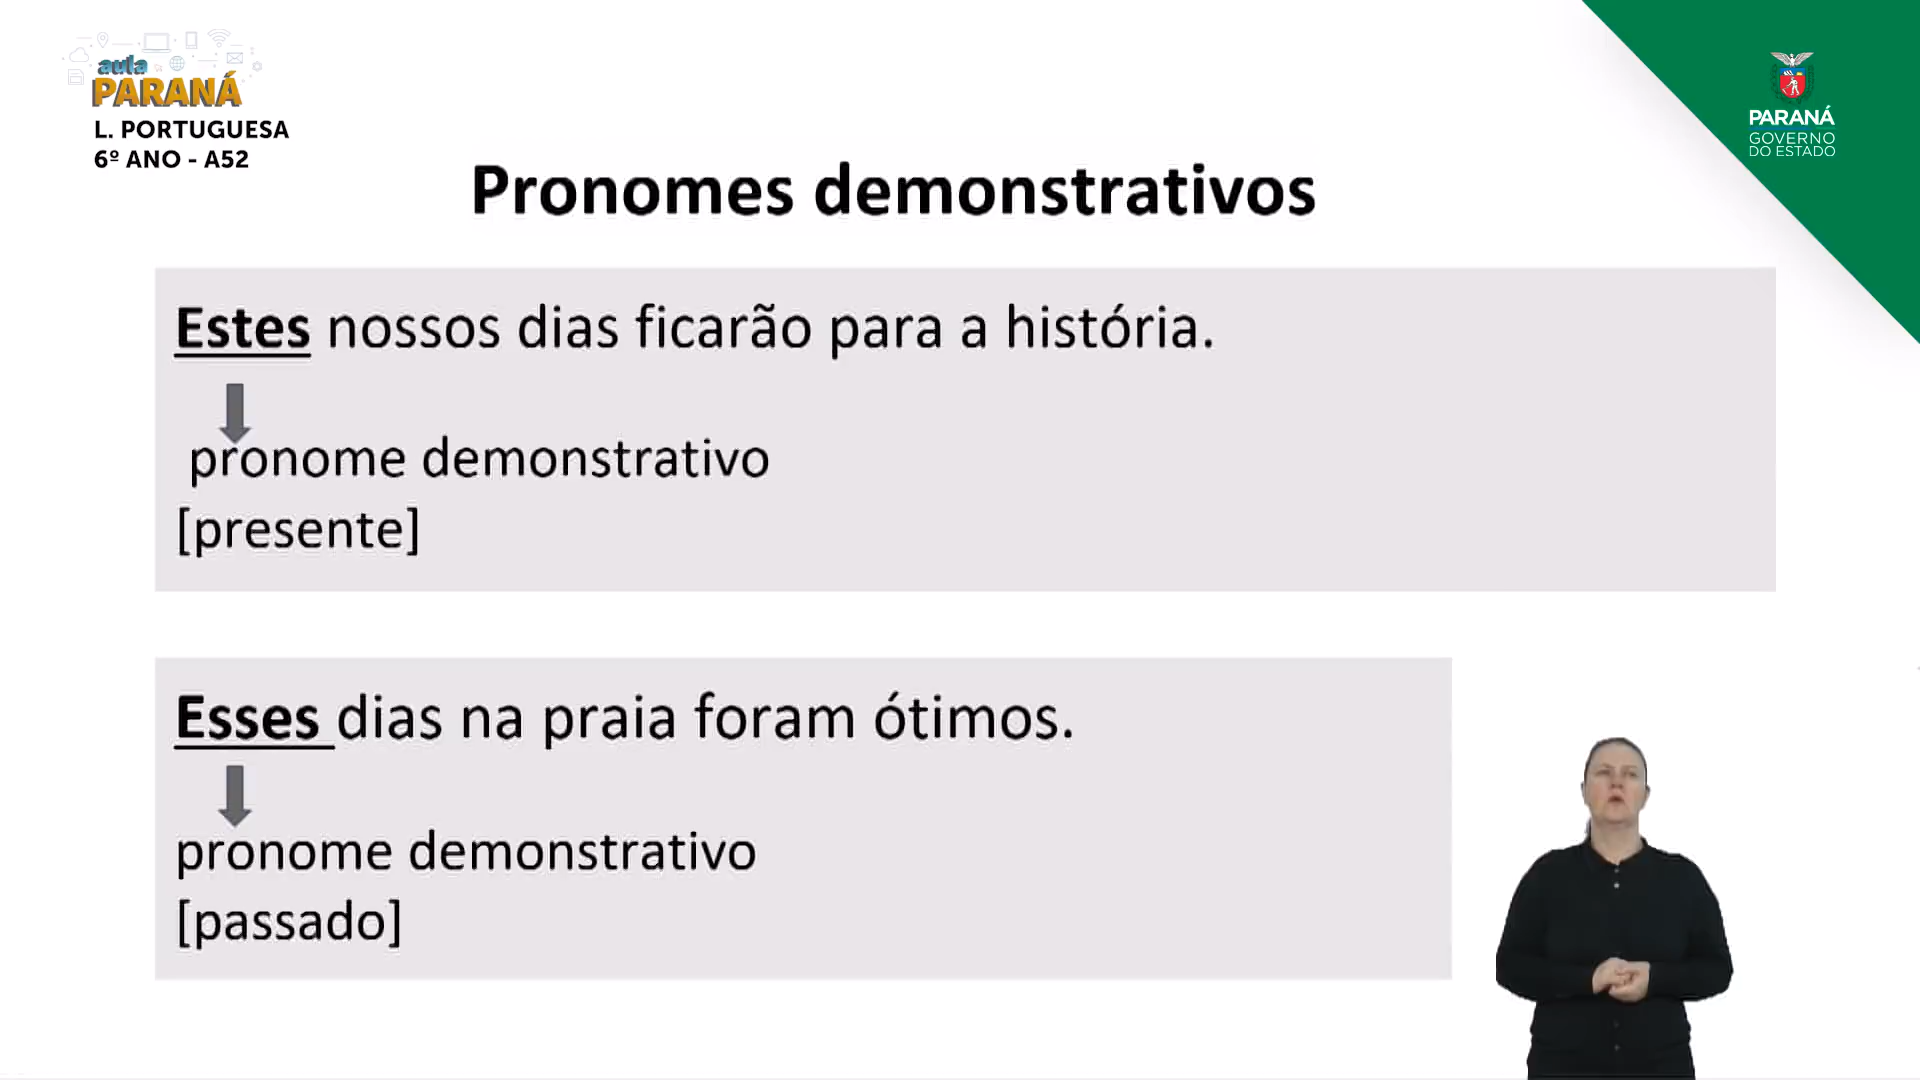 aula
PARANÁ
L. PORTUGUESA
6º ANO - A52
PARANÁ
GOVERNO
DO ESTADO
Pronomes demonstrativos
Estes nossos dias ficarão para a história.
pronome demonstrativo
[presente]
Esses dias na praia foram ótimos.
pronome demonstrativo
[passado]